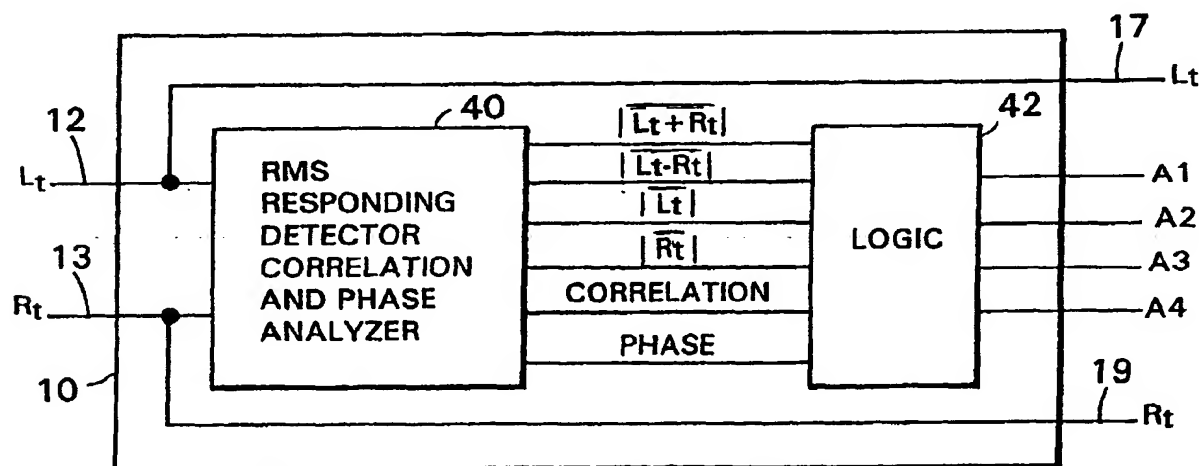 17
Lt
12
40
|Lt+Rt|
42
Lt
RMS
RESPONDING
DETECTOR
CORRELATION
AND PHASE
ANALYZER
|Lt-Rt|
|Lt|
|Rt|
CORRELATION
PHASE
LOGIC
A1
A2
A3
A4
13
Rt
10
19
Rt